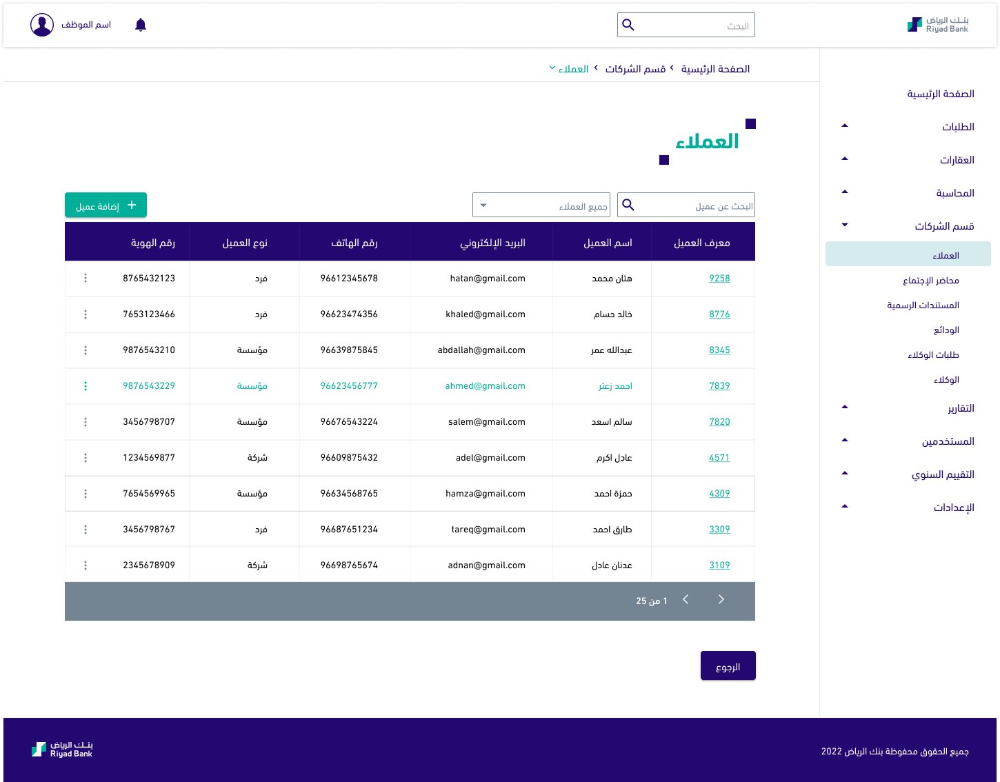 بنك الرياض
Riyad Bank
البحث
اسم الموظف
الصفحة الرئيسية
الطلبات
العقارات
المحاسبة
قسم الشركات
العملاء
محاضر الإجتماع
المستندات الرسمية
الودائع
طلبات الوكلاء
الوكلاء
التقارير
المستخدمين
التقييم السنوي
الإعدادات
الصفحة الرئيسية > قسم الشركات > العملاء
العملاء
البحث عن عميل جميع العملاء + إضافة عميل
معرف العميل اسم العميل البريد الإلكتروني رقم الهاتف نوع العميل رقم الهوية
9258 هتان محمد hatan@gmail.com 96612345678 فرد 8765432123
8776 خالد حسام khaled@gmail.com 96623474356 فرد 7653123466
8345 عبدالله عمر abdallah@gmail.com 96639875845 مؤسسة 9876543210
7839 احمد زعتر ahmed@gmail.com 96623456777 مؤسسة 9876543229
7820 سالم اسعد salem@gmail.com 96676543224 مؤسسة 3456798707
4571 عادل اكرم adel@gmail.com 96609875432 شركة 1234569877
4309 حمزة احمد hamza@gmail.com 96634568765 مؤسسة 7654569965
3309 طارق احمد tareq@gmail.com 96687651234 فرد 3456798767
3109 عدنان عادل adnan@gmail.com 96698765674 شركة 2345678909
1 من 25
الرجوع
جميع الحقوق محفوظة بنك الرياض 2022
بنك الرياض
Riyad Bank